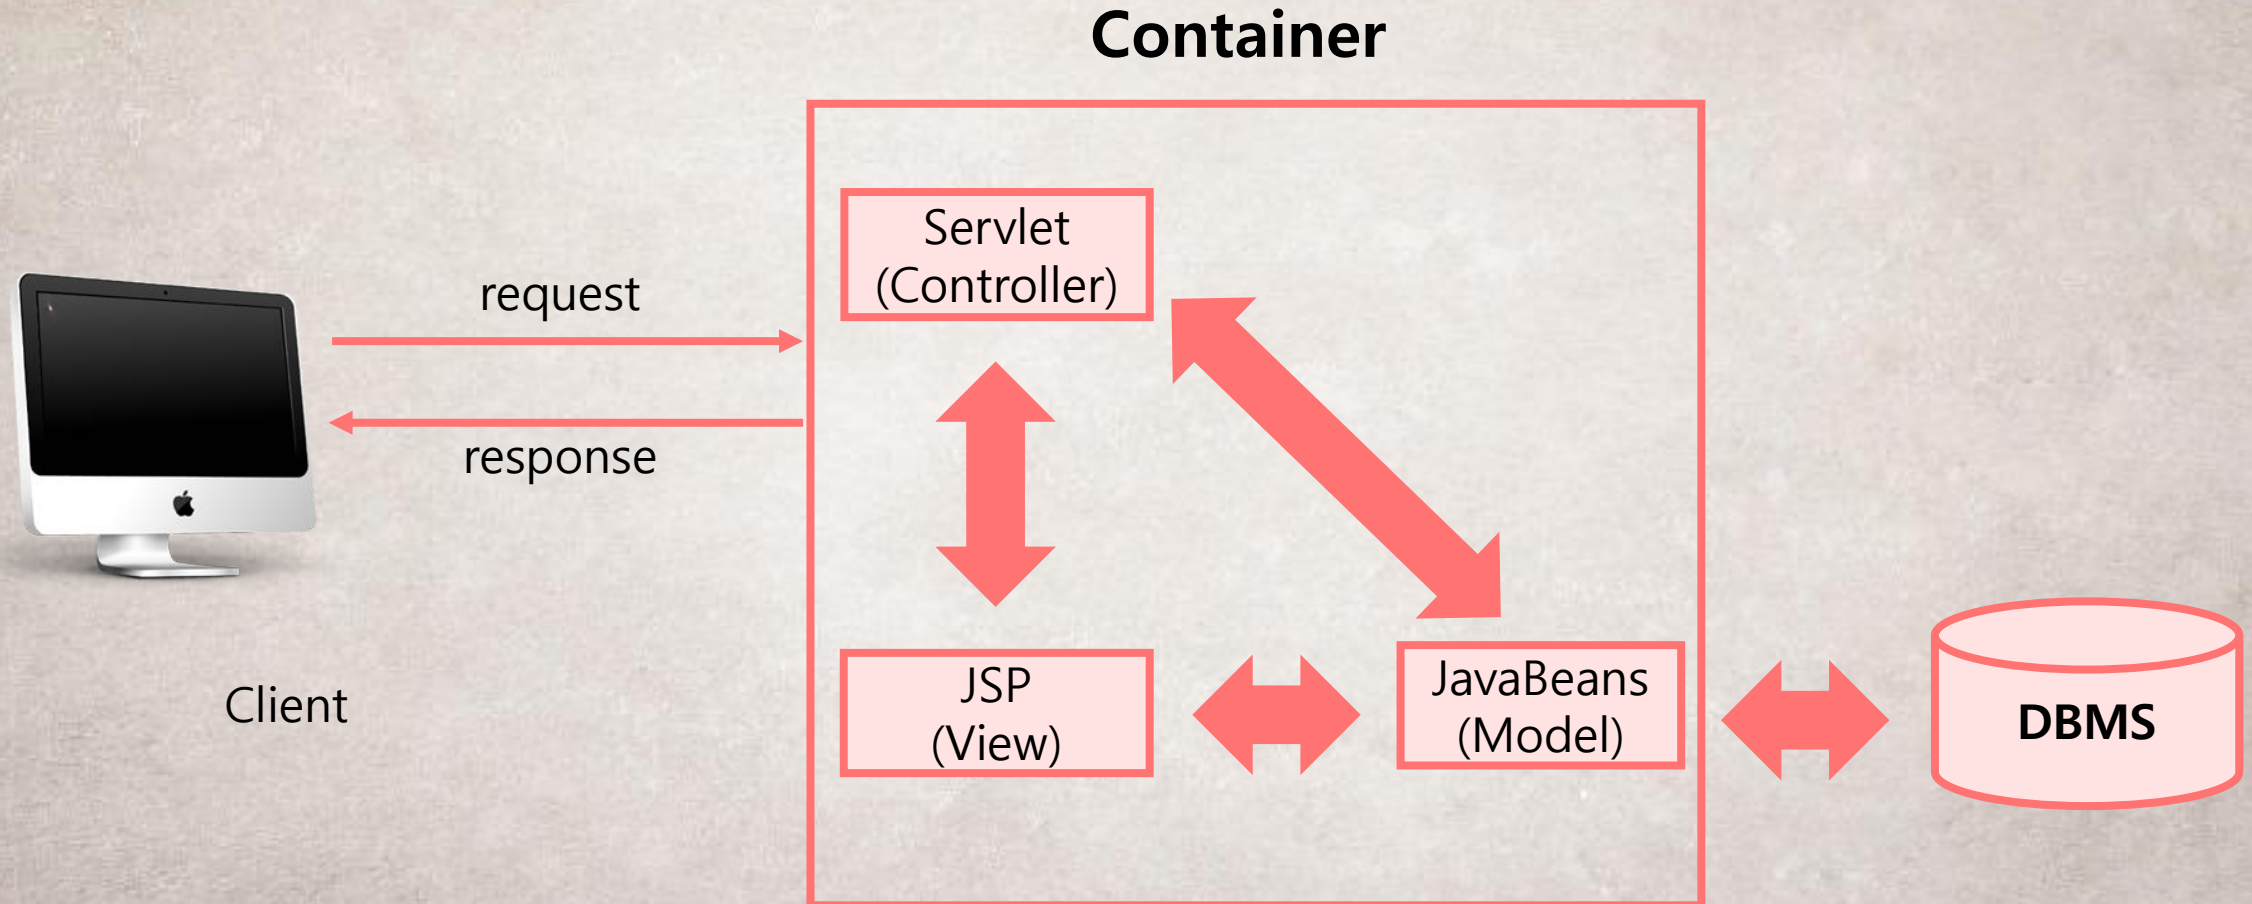 Container
Servlet
(Controller)
request
response
Client
JSP
(View)
JavaBeans
(Model)
DBMS